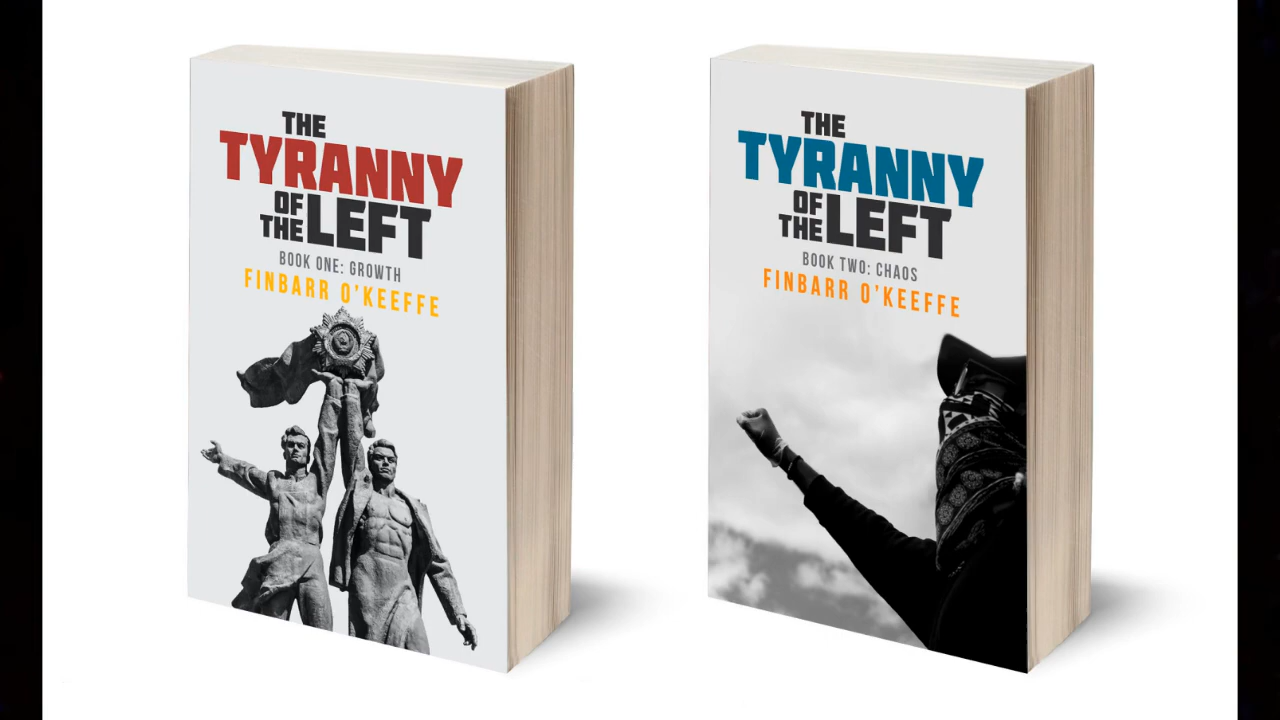 THE
TYRANNY
OF
THE LEFT
BOOK ONE: GROWTH
FINBARR O'KEEFFE
THE
TYRANNY
OF
THE LEFT
BOOK TWO: CHAOS
FINBARR O'KEEFFE